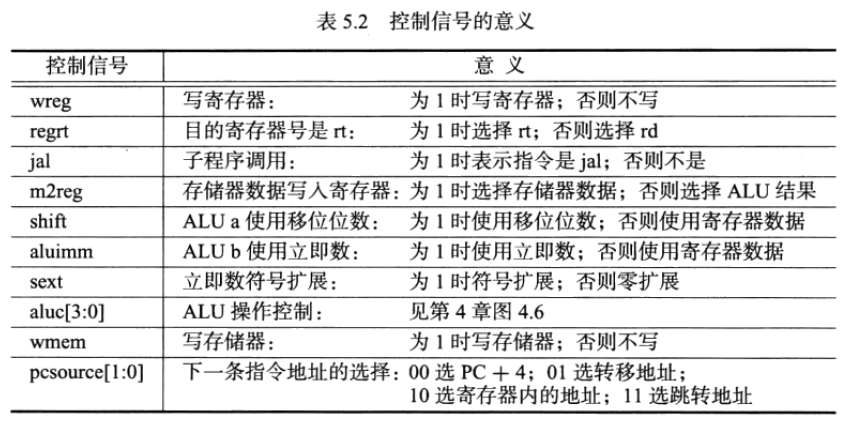 表 5.2 控制信号的意义
控制信号 意 义
wreg 写寄存器： 为 1 时写寄存器；否则不写
regrt 目的寄存器号是 rt： 为 1 时选择 rt；否则选择 rd
jal 子程序调用： 为 1 时表示指令是 jal；否则不是
m2reg 存储器数据写入寄存器：为 1 时选择存储器数据；否则选择 ALU 结果
shift ALU a 使用移位位数： 为 1 时使用移位位数；否则使用寄存器数据
aluimm ALU b 使用立即数： 为 1 时使用立即数；否则使用寄存器数据
sext 立即数符号扩展： 为 1 时符号扩展；否则零扩展
aluc[3:0] ALU 操作控制： 见第 4 章图 4.6
wmem 写存储器： 为 1 时写存储器；否则不写
pcsource[1:0] 下一条指令地址的选择：00 选 PC + 4；01 选转移地址；
10 选寄存器内的地址；11 选跳转地址